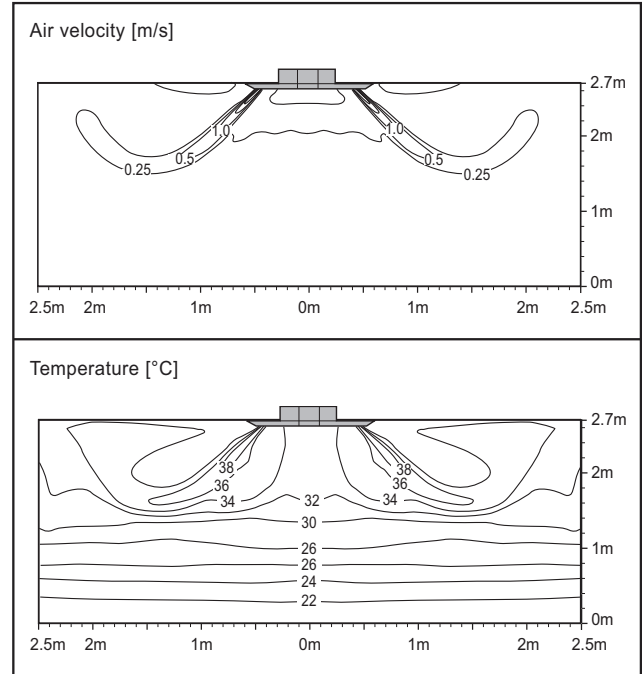 Air velocity [m/s]
2.7m
1.0 1.0
2m
0.5 0.5
0.25 0.25
1m
0m
2.5m 2m 1m 0m 1m 2m 2.5m
Temperature [°C]
2.7m
38 38
2m
36 36
34 32 34
30
26
1m
26
24
22
0m
2.5m 2m 1m 0m 1m 2m 2.5m